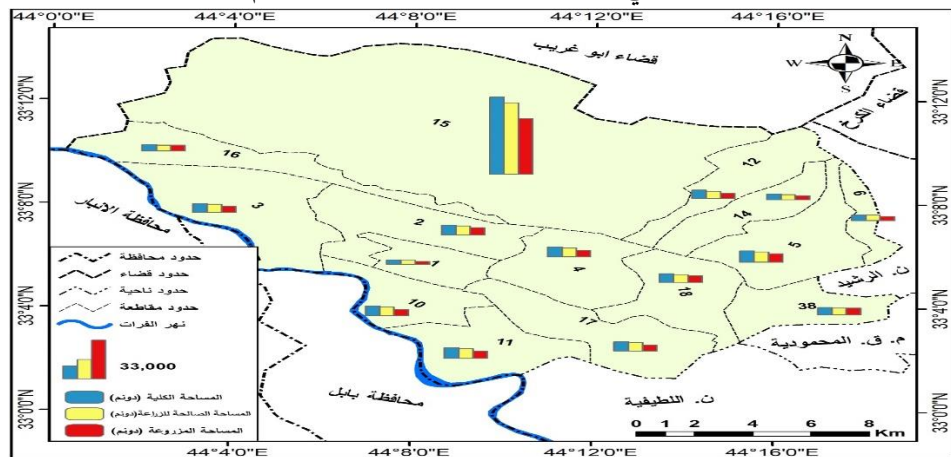 44°0'0"E 44°4'0"E 44°8'0"E 44°12'0"E 44°16'0"E
N
W E
S
قضاء ابو غريب
قضاء الكرخ
33°12'0"N 33°12'0"N
15
16
12
33°8'0"N 33°8'0"N
3
2
14
6
محافظة الانبار
1
4
5
18
ن. الرشيد
33°4'0"N 33°4'0"N
10
38
17
11
م. ق. المحمودية
محافظة بابل
ن. اللطيفية
33°0'0"N 33°0'0"N
حدود محافظة
حدود قضاء
حدود ناحية
حدود مقاطعة
نهر الفرات
33,000
المساحة الكلية (دونم)
المساحة الصالحة للزراعة(دونم)
المساحة المزروعة (دونم)
0 1 2 4 6 8
Km
44°0'0"E 44°4'0"E 44°8'0"E 44°12'0"E 44°16'0"E